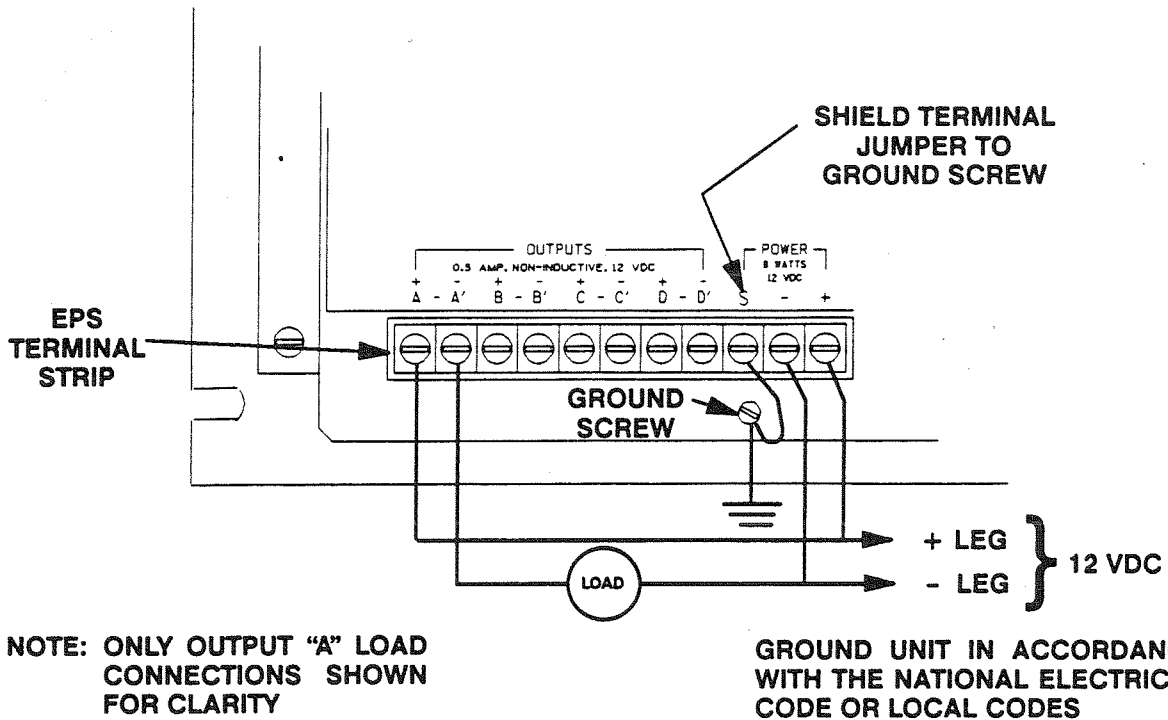 SHIELD TERMINAL
JUMPER TO
GROUND SCREW
OUTPUTS
0.5 AMP, NON-INDUCTIVE, 12 VDC
POWER
8 WATTS
12 VDC
+ - + - + - + -
A - A' B - B' C - C' D - D' S - +
EPS
TERMINAL
STRIP
GROUND
SCREW
+ LEG
- LEG
12 VDC
LOAD
NOTE: ONLY OUTPUT “A” LOAD
CONNECTIONS SHOWN
FOR CLARITY
GROUND UNIT IN ACCORDAN
WITH THE NATIONAL ELECTRIC
CODE OR LOCAL CODES